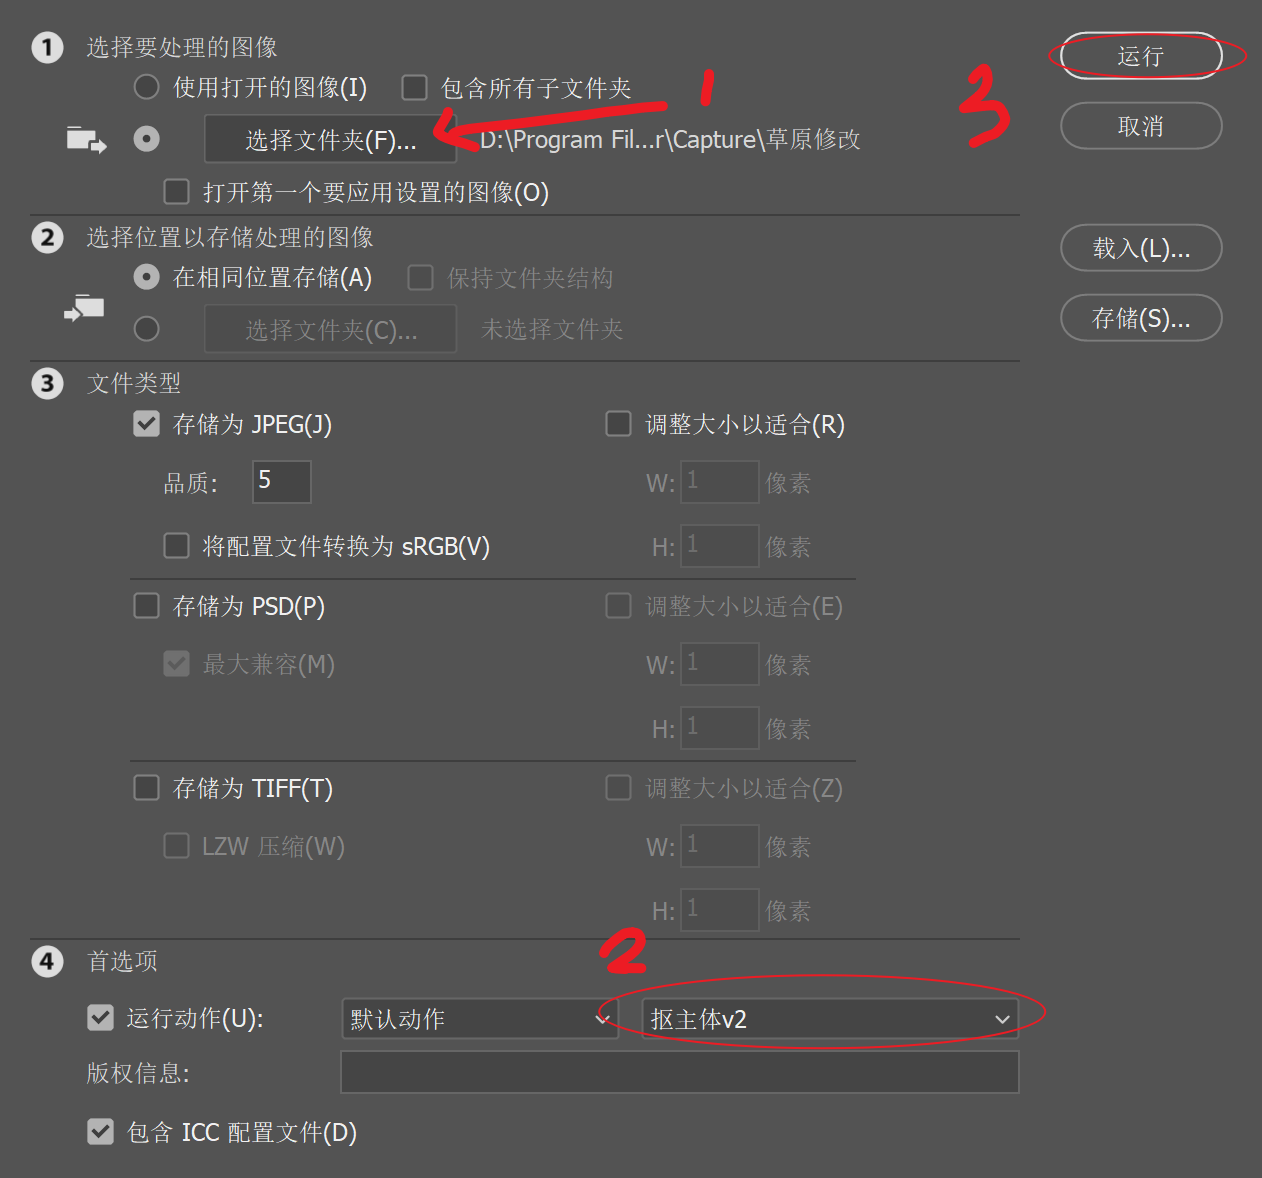 1 选择要处理的图像
使用打开的图像(I) 包含所有子文件夹
1
3
运行
选择文件夹(F)... D:\Program Fil...r\Capture\草原修改
取消
打开第一个要应用设置的图像(O)
2 选择位置以存储处理的图像
在相同位置存储(A) 保持文件夹结构
载入(L)...
选择文件夹(C)... 未选择文件夹
存储(S)...
3 文件类型
存储为 JPEG(J) 调整大小以适合(R)
品质: 5 W: 1 像素
将配置文件转换为 sRGB(V) H: 1 像素
存储为 PSD(P) 调整大小以适合(E)
最大兼容(M) W: 1 像素
H: 1 像素
存储为 TIFF(T) 调整大小以适合(Z)
LZW 压缩(W) W: 1 像素
H: 1 像素
2
4 首选项
运行动作(U): 默认动作 抠主体v2
版权信息:
包含 ICC 配置文件(D)